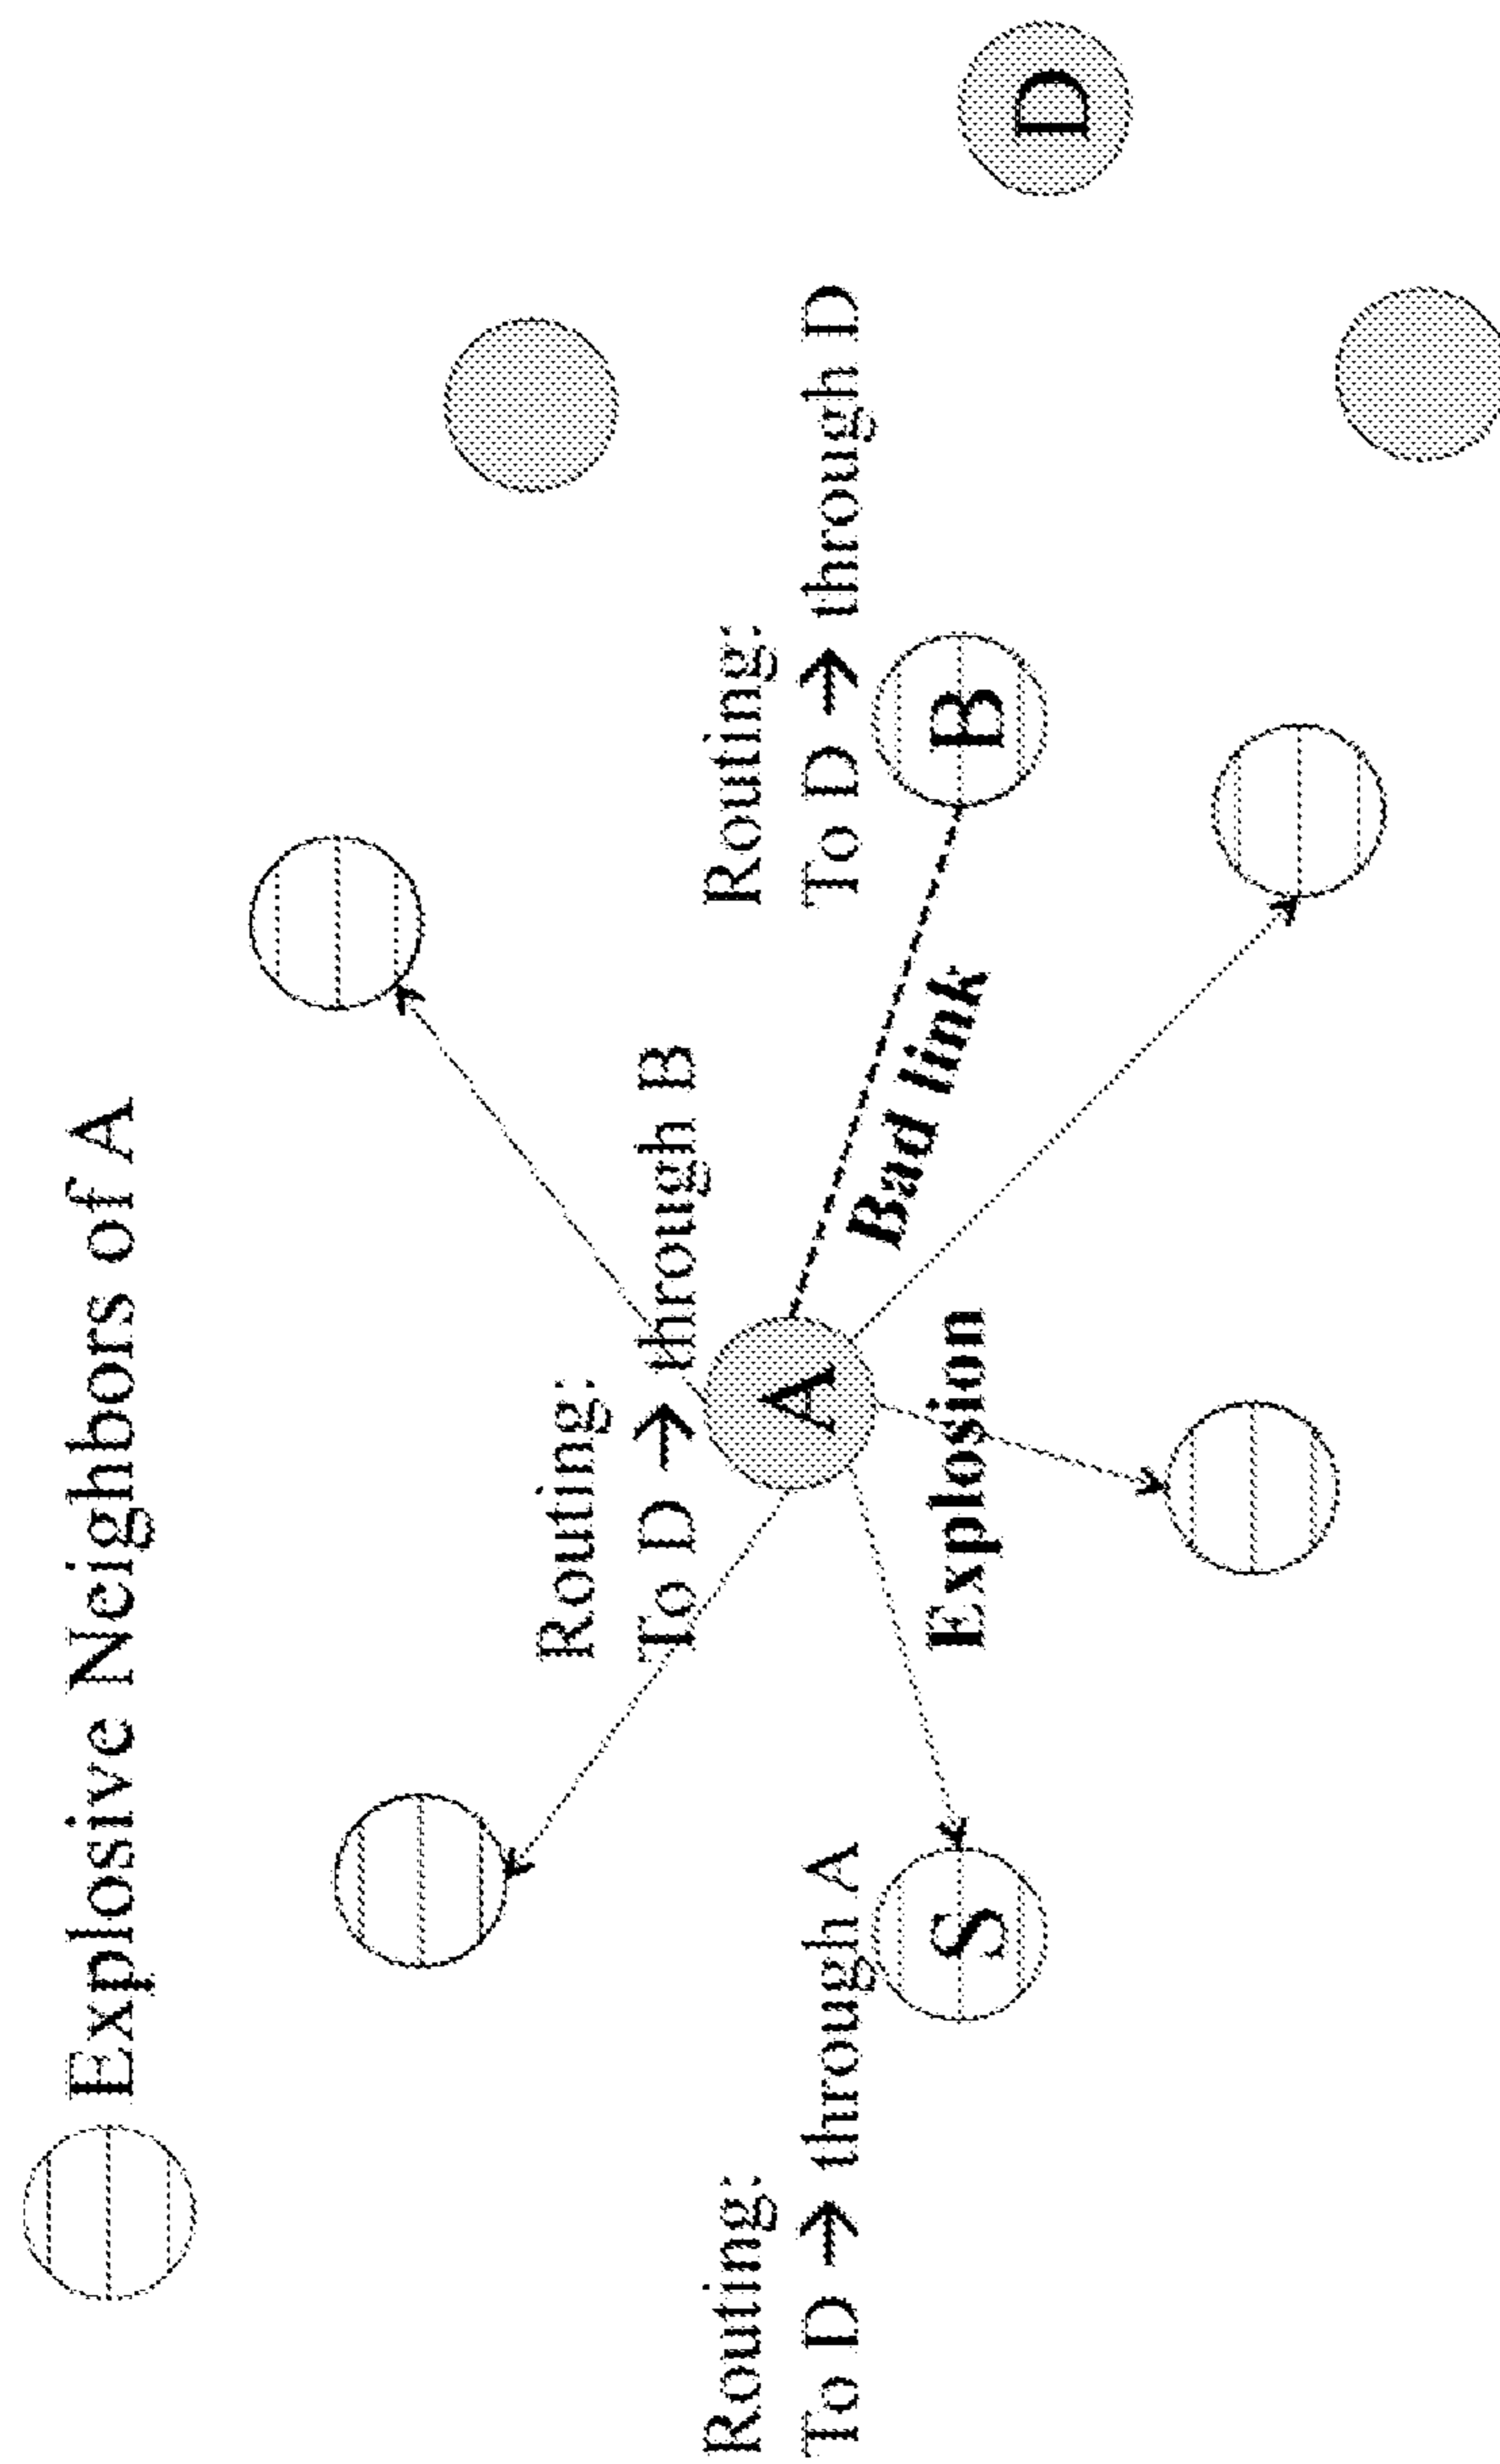 Explosive Neighbors of A
Routing:
To D → through A
S
Routing:
To D → through B
A
Explosion
Bad link
Routing:
To D → through D
B
D